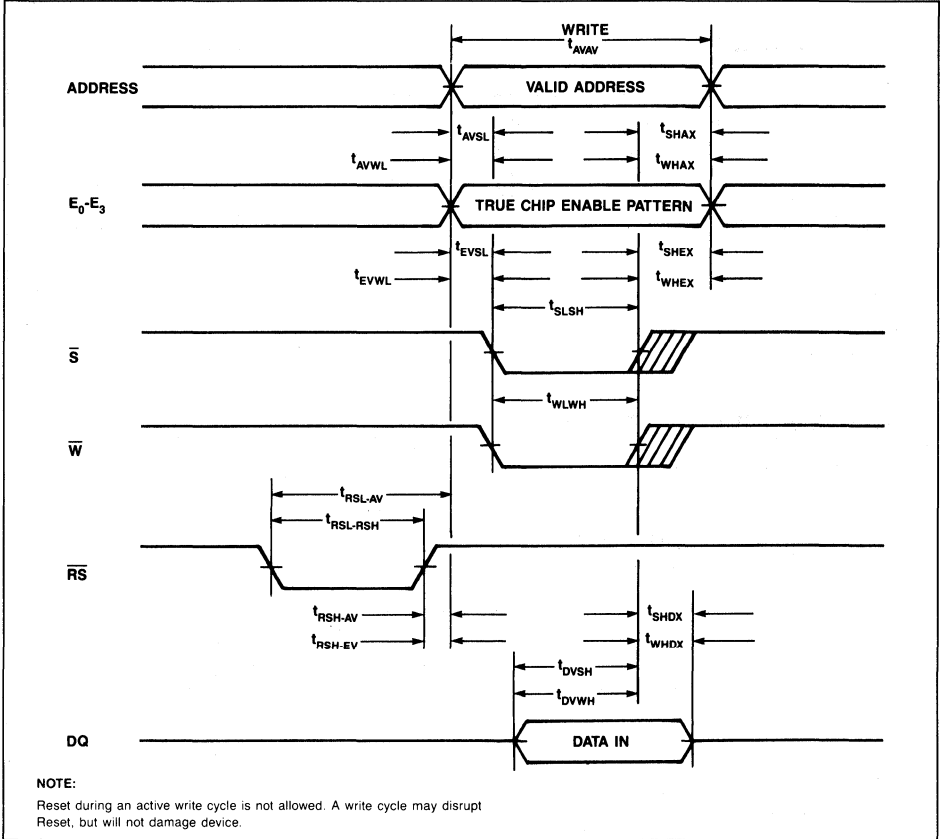 WRITE
tAVAV
ADDRESS
VALID ADDRESS
tAVSL
tSHAX
tAVWL
tWHAX
E0-E3
TRUE CHIP ENABLE PATTERN
tEVSL
tSHEX
tEVWL
tWHEX
tSLSH
S
tWLWH
W
tRSL-AV
tRSL-RSH
RS
tRSH-AV
tSHDX
tRSH-EV
tWHDX
tDVSH
tDVWH
DQ
DATA IN
NOTE:
Reset during an active write cycle is not allowed. A write cycle may disrupt
Reset, but will not damage device.